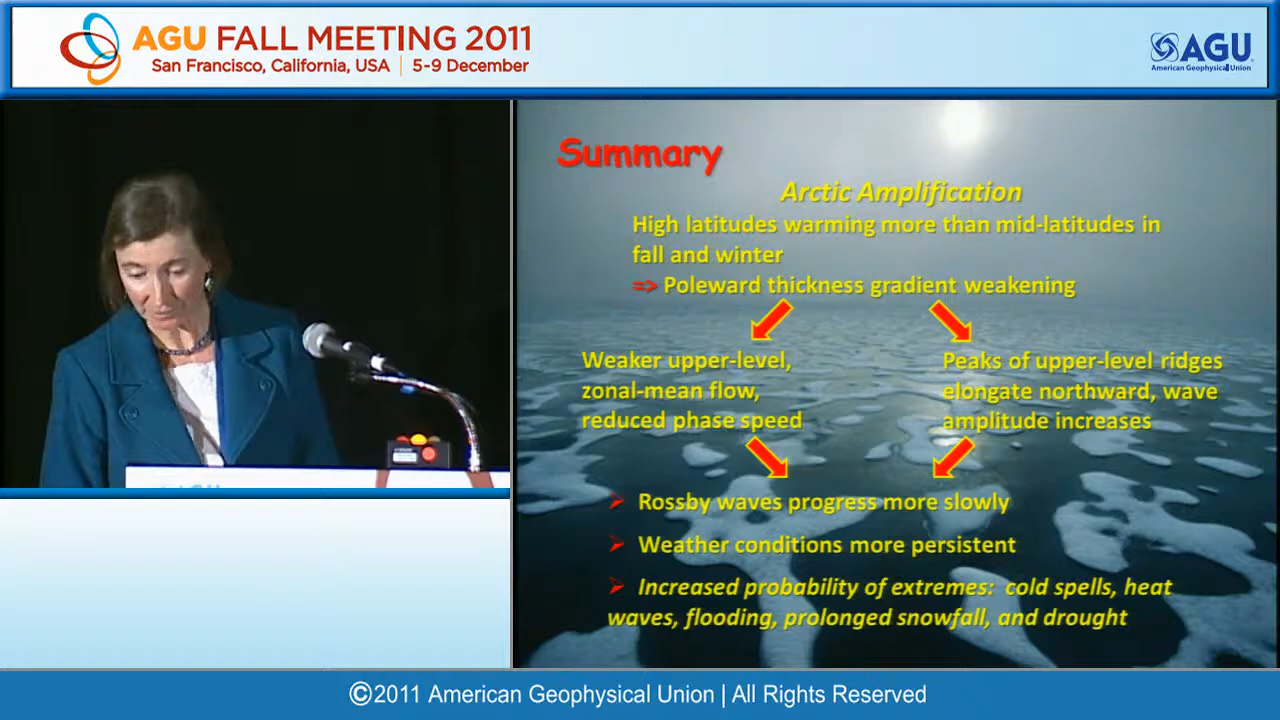 AGU FALL MEETING 2011
San Francisco, California, USA | 5-9 December
AGU
American Geophysical Union
Summary
Arctic Amplification
High latitudes warming more than mid-latitudes in
fall and winter
=> Poleward thickness gradient weakening
Weaker upper-level,
zonal-mean flow,
reduced phase speed
Peaks of upper-level ridges
elongate northward, wave
amplitude increases
Rossby waves progress more slowly
Weather conditions more persistent
Increased probability of extremes: cold spells, heat
waves, flooding, prolonged snowfall, and drought
©2011 American Geophysical Union | All Rights Reserved